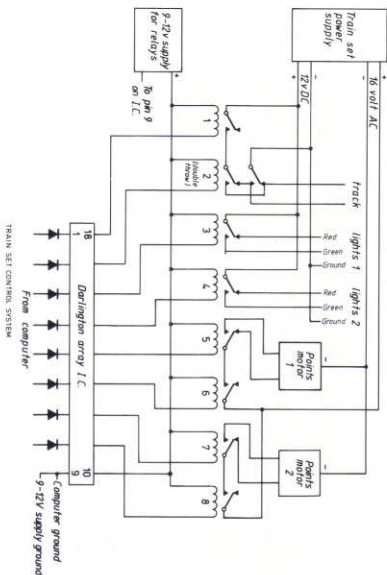 Train set
power
supply
16 volt AC
+
-
12v DC
+
-
9-12v supply
for relays
+
-
To pin 9
on I.C.
track
lights 1
Red
Green
Ground
lights 2
Red
Green
Ground
Points
motor
1
-
Points
motor
2
-
1
2
(double
throw)
3
4
5
6
7
8
18
1
Darlington array I.C.
10
9
From computer
Computer ground
9-12V supply ground
TRAIN SET CONTROL SYSTEM